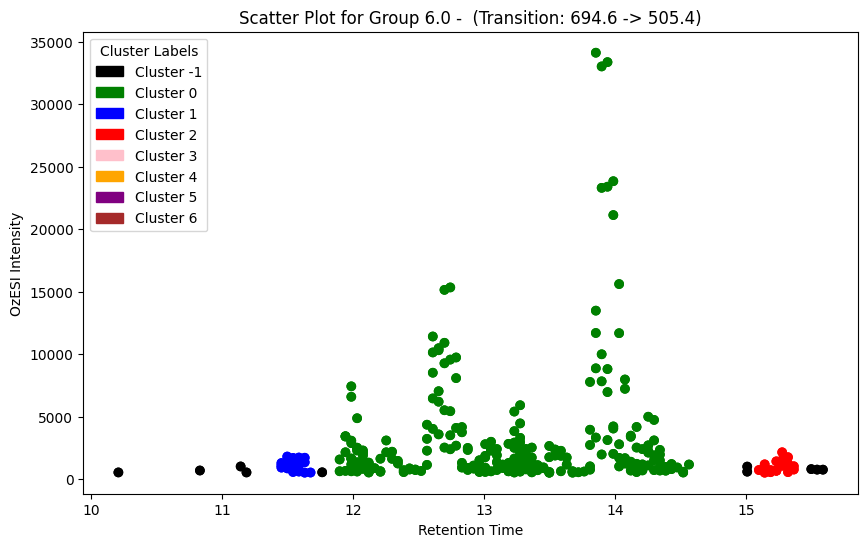 Scatter Plot for Group 6.0 -  (Transition: 694.6 -> 505.4)
Cluster Labels
Cluster -1
Cluster 0
Cluster 1
Cluster 2
Cluster 3
Cluster 4
Cluster 5
Cluster 6
OzESI Intensity
35000
30000
25000
20000
15000
10000
5000
0
10 11 12 13 14 15
Retention Time